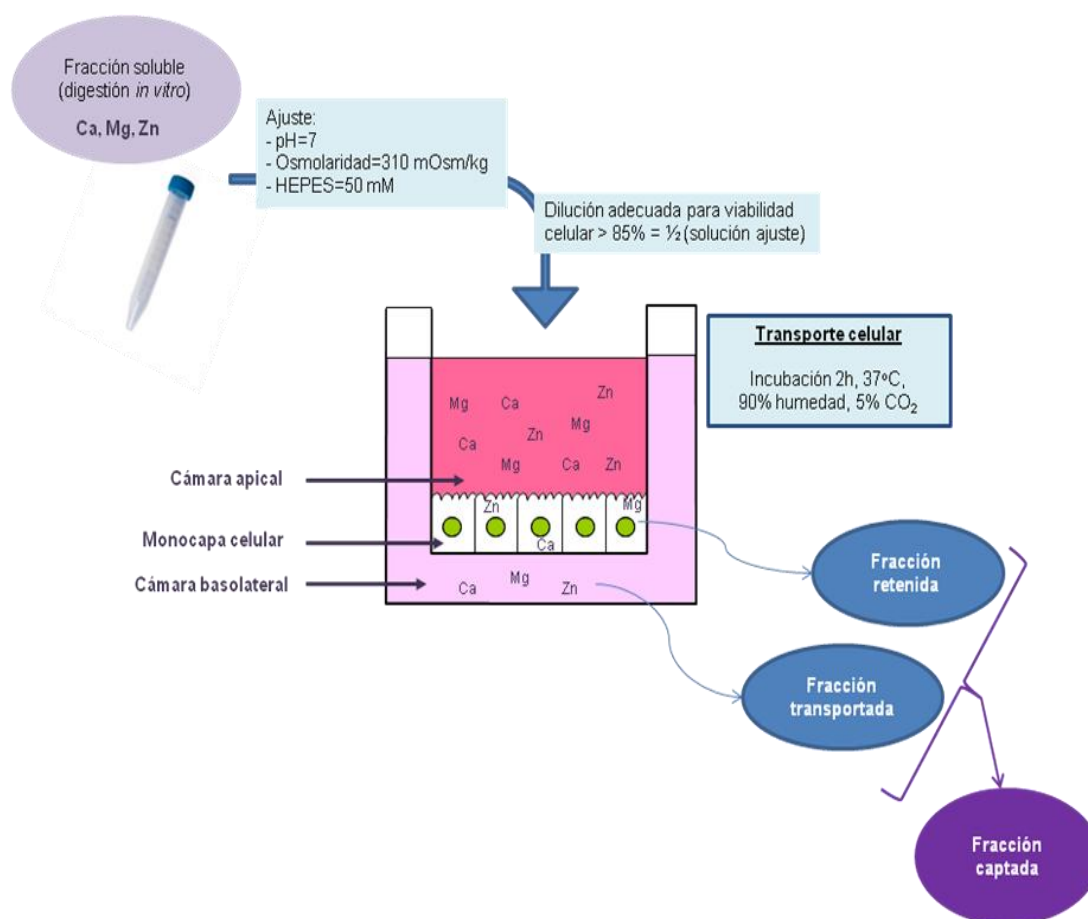 Fracción soluble
(digestión in vitro)
Ca, Mg, Zn
Ajuste:
- pH=7
- Osmolaridad=310 mOsm/kg
- HEPES=50 mM
Dilución adecuada para viabilidad
celular > 85% = ½ (solución ajuste)
Transporte celular
Incubación 2h, 37ºC,
90% humedad, 5% CO₂
Mg Ca Zn
Ca Zn Mg
Mg Ca Zn
Cámara apical
Zn Mg
Monocapa celular
Ca
Cámara basolateral
Ca Mg Zn
Fracción
retenida
Fracción
transportada
Fracción
captada